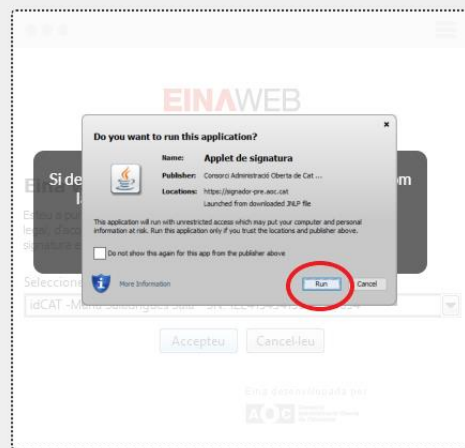 EINAWEB
Do you want to run this application?
Name: Applet de signatura
Publisher: Consorci Administració Oberta de Cat ...
Locations: https://signador-pre.aoc.cat
Launched from downloaded JNLP file
This application will run with unrestricted access which may put your computer and personal
information at risk. Run this application only if you trust the locations and publisher above.
Do not show this again for this app from the publisher above
More Information
Run
Cancel
Si de
Seleccione
idCAT -
Accepteu
Cancel·leu
Eina desenvolupada per
AOC